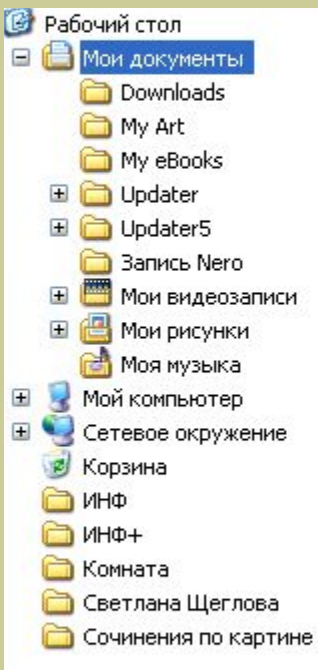 Рабочий стол
Мои документы
Downloads
My Art
My eBooks
Updater
Updater5
Запись Nero
Мои видеозаписи
Мои рисунки
Моя музыка
Мой компьютер
Сетевое окружение
Корзина
ИНФ
ИНФ+
Комната
Светлана Щеглова
Сочинения по картине